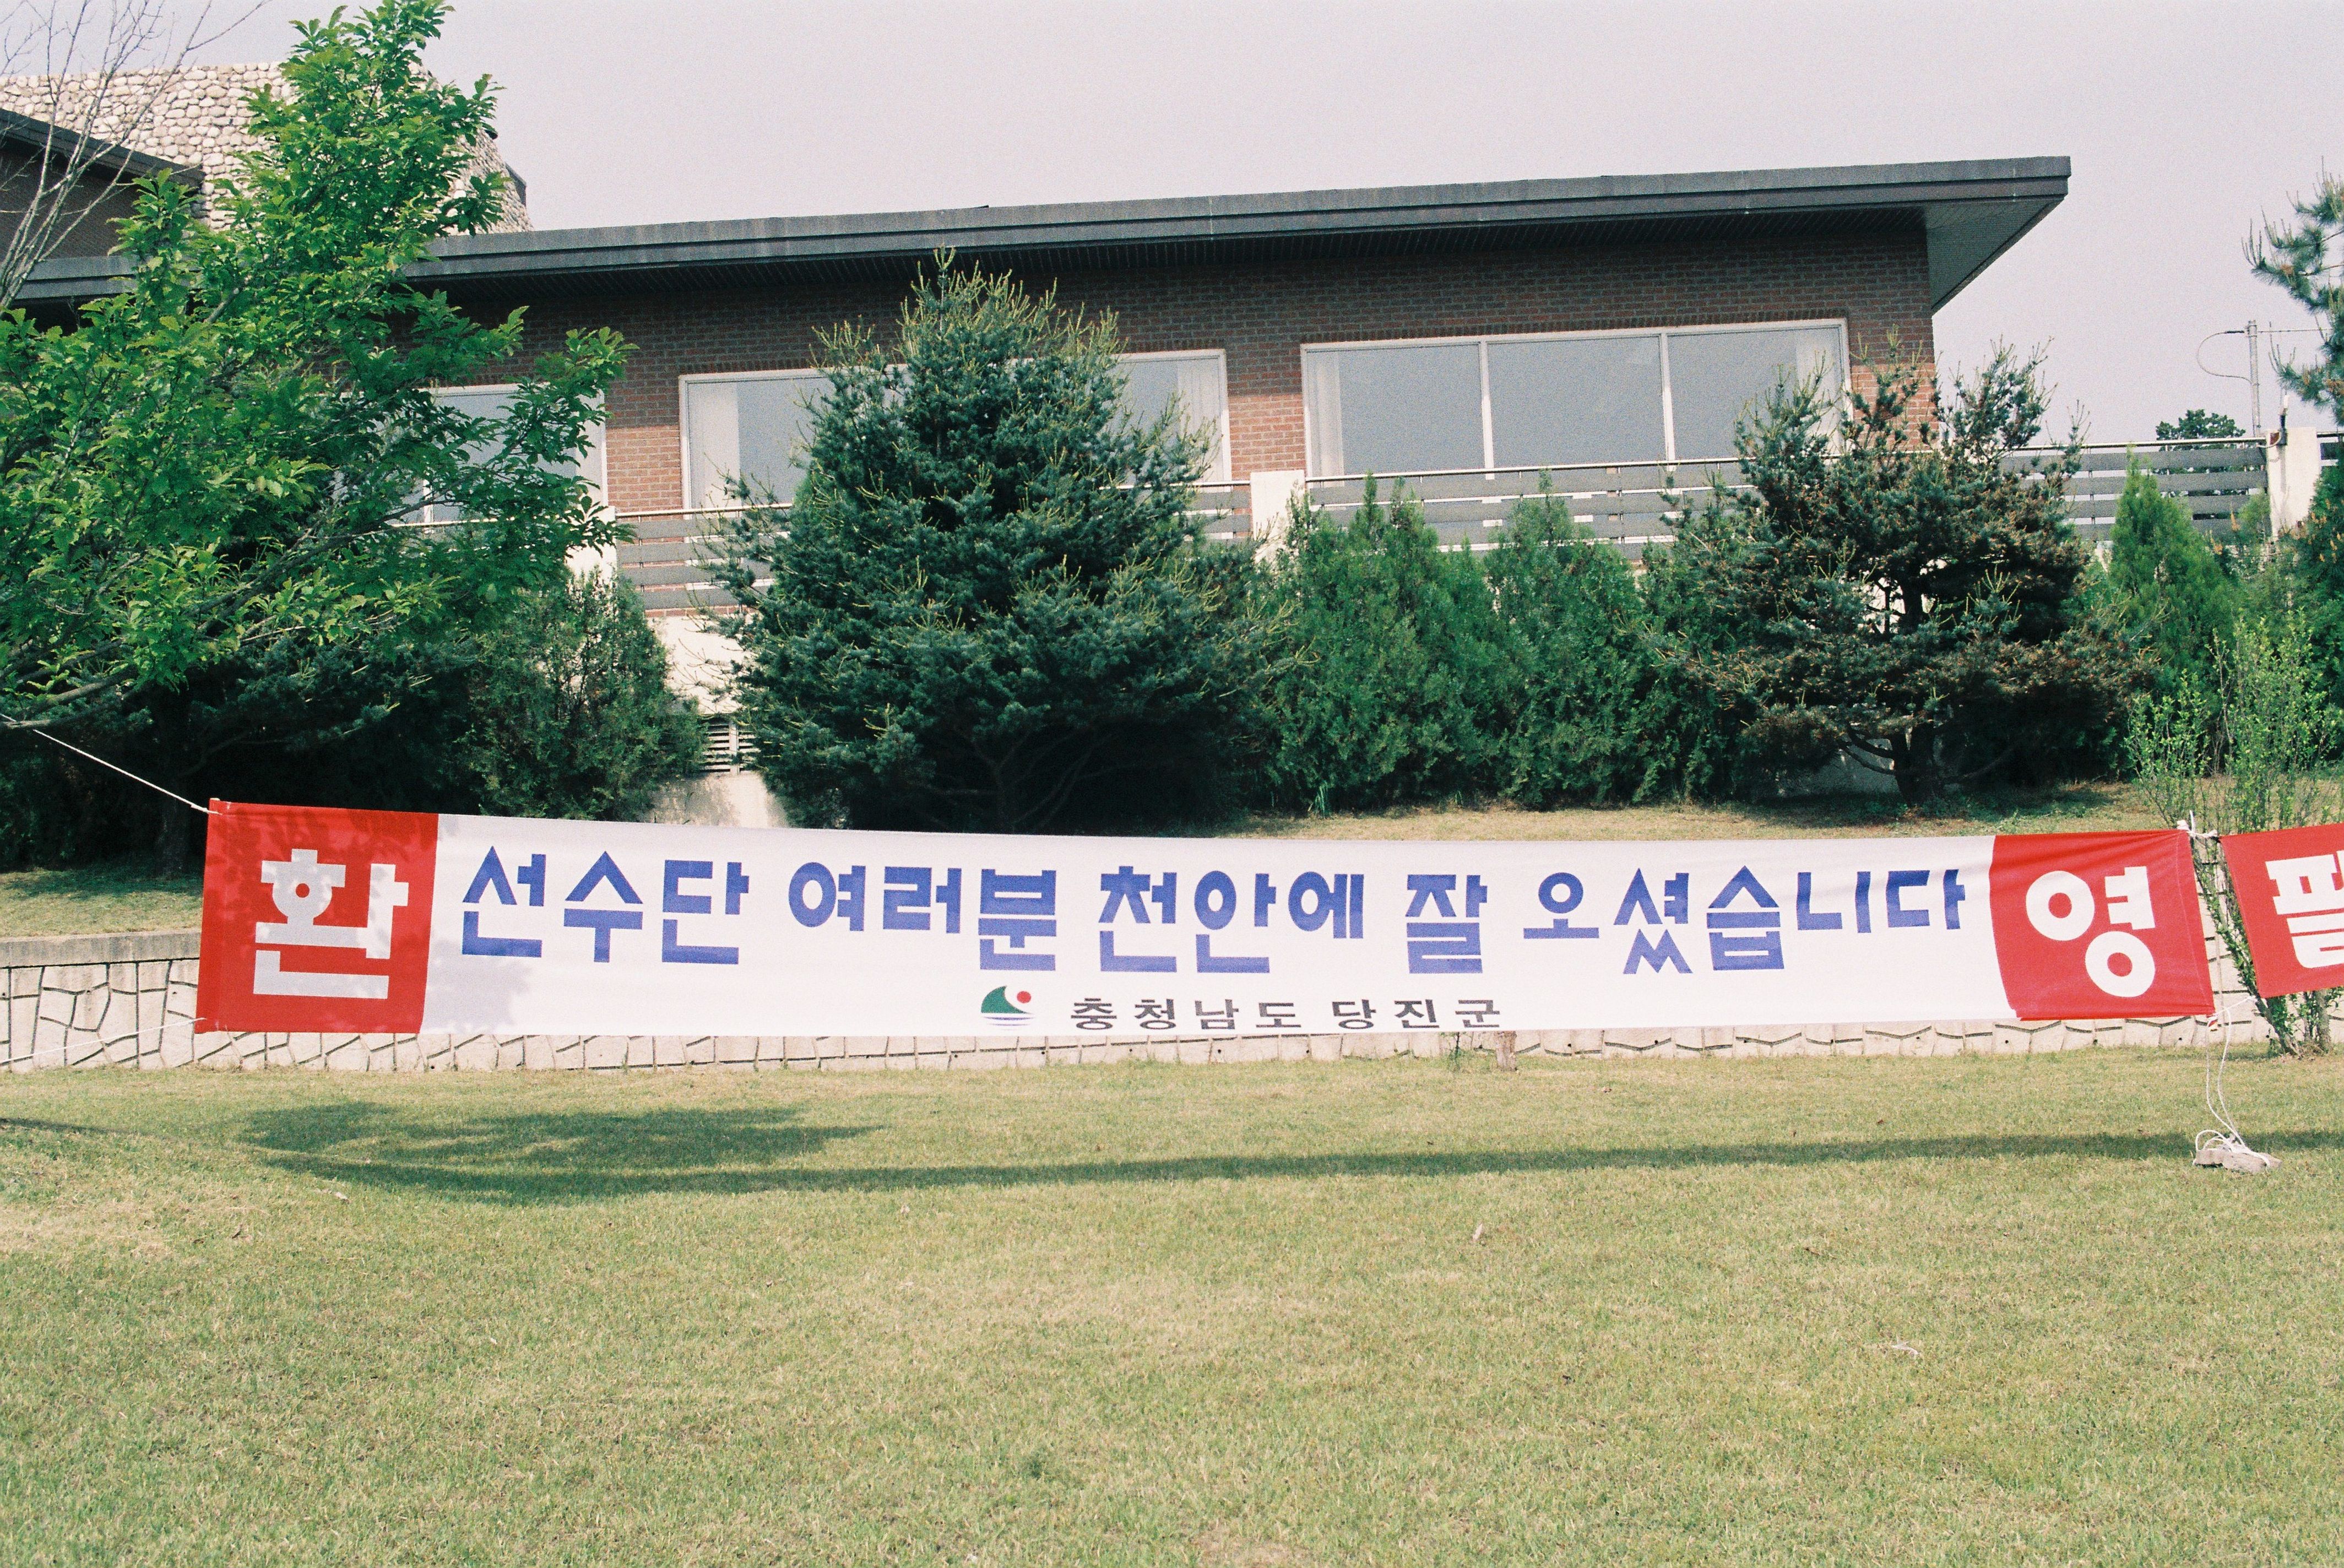 환 선수단 여러분 천안에 잘 오셨습니다 영
충청남도 당진군
필